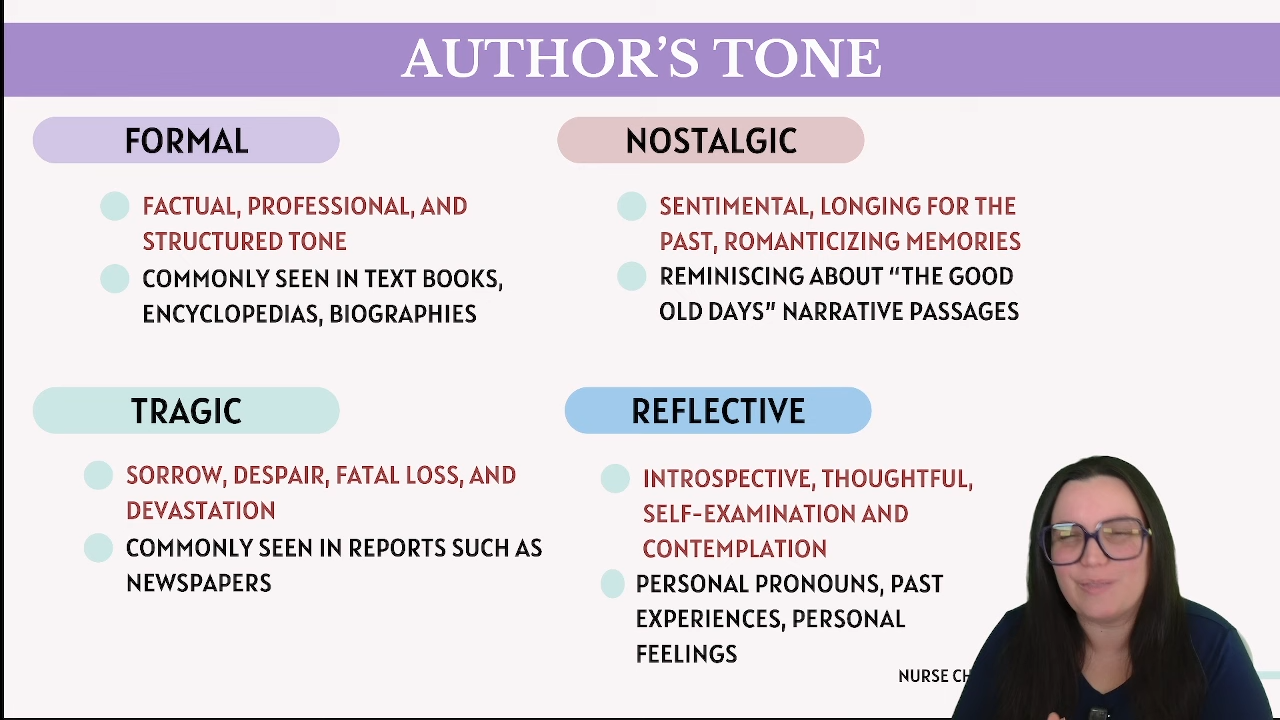 AUTHOR'S TONE
FORMAL
FACTUAL, PROFESSIONAL, AND
STRUCTURED TONE
COMMONLY SEEN IN TEXT BOOKS,
ENCYCLOPEDIAS, BIOGRAPHIES
NOSTALGIC
SENTIMENTAL, LONGING FOR THE
PAST, ROMANTICIZING MEMORIES
REMINISCING ABOUT “THE GOOD
OLD DAYS” NARRATIVE PASSAGES
TRAGIC
SORROW, DESPAIR, FATAL LOSS, AND
DEVASTATION
COMMONLY SEEN IN REPORTS SUCH AS
NEWSPAPERS
REFLECTIVE
INTROSPECTIVE, THOUGHTFUL,
SELF-EXAMINATION AND
CONTEMPLATION
PERSONAL PRONOUNS, PAST
EXPERIENCES, PERSONAL
FEELINGS
NURSE